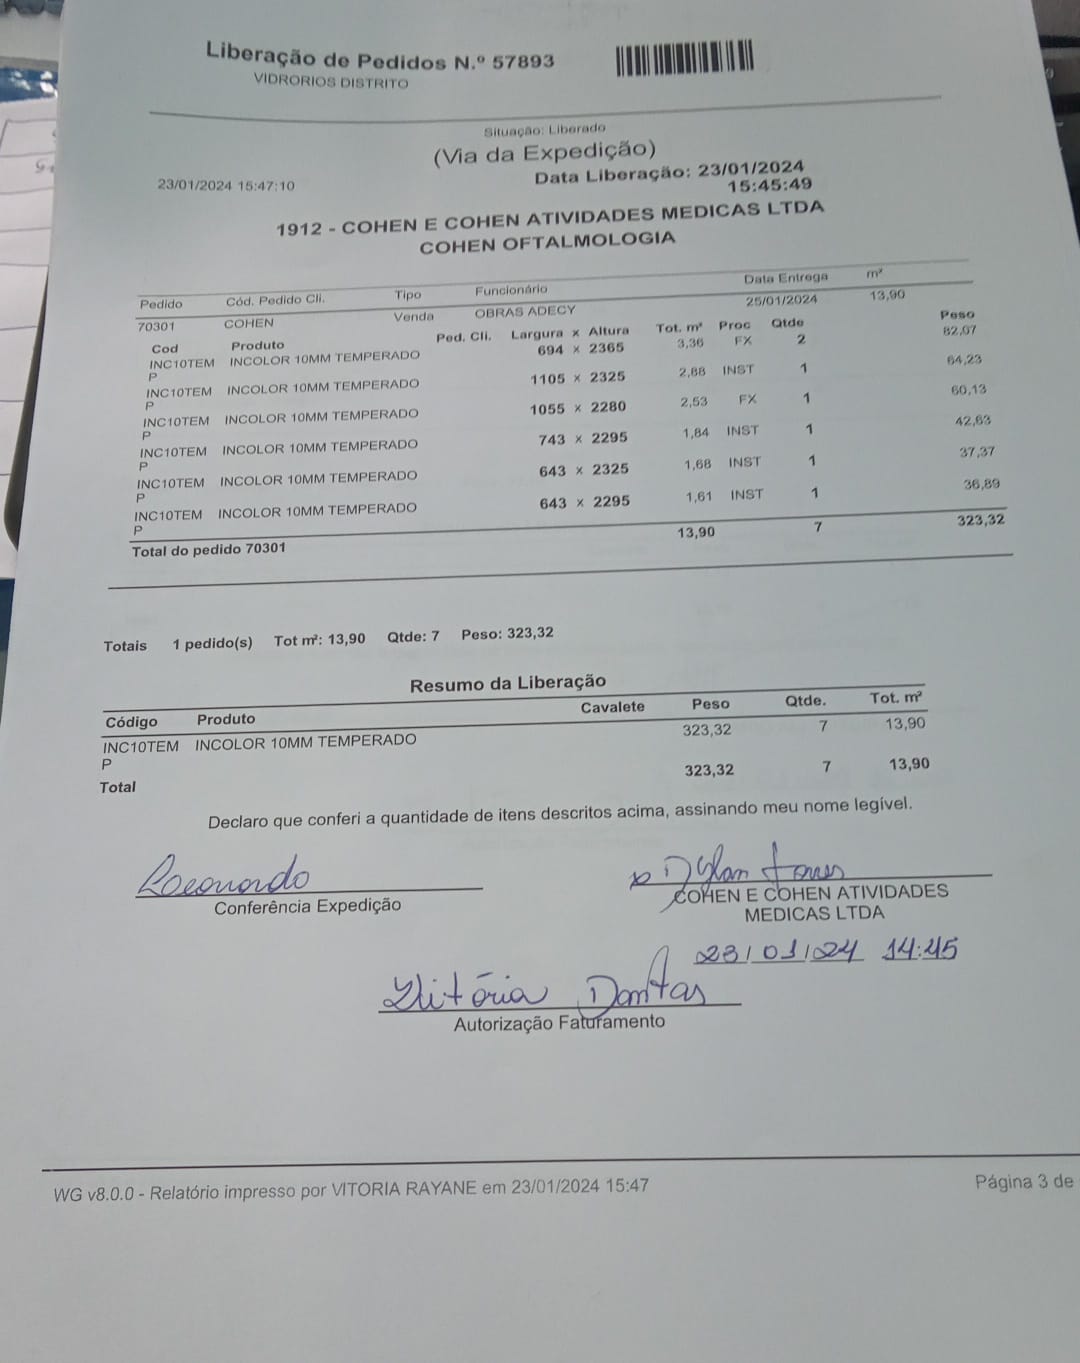 Liberação de Pedidos N.º 57893
VIDRORIOS DISTRITO
Situação: Liberado
(Via da Expedição)
23/01/2024 15:47:10
Data Liberação: 23/01/2024
15:45:49
1912 - COHEN E COHEN ATIVIDADES MEDICAS LTDA
COHEN OFTALMOLOGIA
Pedido Cód. Pedido Cli. Tipo Funcionário Data Entrega m²
70301 COHEN Venda OBRAS ADECY 25/01/2024 13,90
Cod Produto Ped. Cli. Largura x Altura Tot. m² Proc Qtde Peso
INC10TEM INCOLOR 10MM TEMPERADO 694 x 2365 3,36 FX 2 82,07
P
INC10TEM INCOLOR 10MM TEMPERADO 1105 x 2325 2,88 INST 1 64,23
P
INC10TEM INCOLOR 10MM TEMPERADO 1055 x 2280 2,53 FX 1 60,13
P
INC10TEM INCOLOR 10MM TEMPERADO 743 x 2295 1,84 INST 1 42,63
P
INC10TEM INCOLOR 10MM TEMPERADO 643 x 2325 1,68 INST 1 37,37
P
INC10TEM INCOLOR 10MM TEMPERADO 643 x 2295 1,61 INST 1 36,89
P
Total do pedido 70301 13,90 7 323,32
Totais 1 pedido(s) Tot m²: 13,90 Qtde: 7 Peso: 323,32
Resumo da Liberação
Código Produto Cavalete Peso Qtde. Tot. m²
INC10TEM INCOLOR 10MM TEMPERADO 323,32 7 13,90
P
Total 323,32 7 13,90
Declaro que conferi a quantidade de itens descritos acima, assinando meu nome legível.
Conferência Expedição
Dylan
COHEN E COHEN ATIVIDADES
MEDICAS LTDA
23/01/24 14:45
Vitória Dantas
Autorização Faturamento
WG v8.0.0 - Relatório impresso por VITORIA RAYANE em 23/01/2024 15:47
Página 3 de